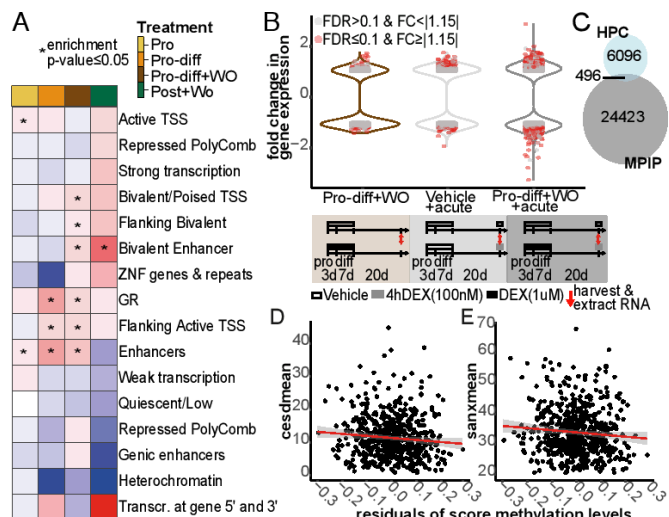 A
Treatment
Pro
Pro-diff
Pro-diff+WO
Post+Wo
*enrichment
p-value≤0.05
*
Active TSS
Repressed PolyComb
Strong transcription
*
Bivalent/Poised TSS
*
Flanking Bivalent
* *
Bivalent Enhancer
ZNF genes & repeats
* *
GR
* *
Flanking Active TSS
* * *
Enhancers
Weak transcription
Quiescent/Low
Repressed PolyComb
Genic enhancers
Heterochromatin
Transcr. at gene 5' and 3'
B
FDR>0.1 & FC<|1.15|
FDR≤0.1 & FC≥|1.15|
fold change in
gene expression
2
0
−2
Pro-diff+WO
Vehicle
+acute
Pro-diff+WO
+acute
pro diff
3d7d 20d
pro diff
3d7d 20d
pro diff
3d7d 20d
Vehicle
4hDEX(100nM)
DEX(1uM)
harvest &
extract RNA
C
HPC
6096
496
24423
MPIP
D
cesdmean
40
30
20
10
0
−0.3 −0.2 −0.1 0.0 0.1 0.2 0.3
E
sanxmean
70
60
50
40
30
20
−0.3 −0.2 −0.1 0.0 0.1 0.2 0.3
residuals of score methylation levels